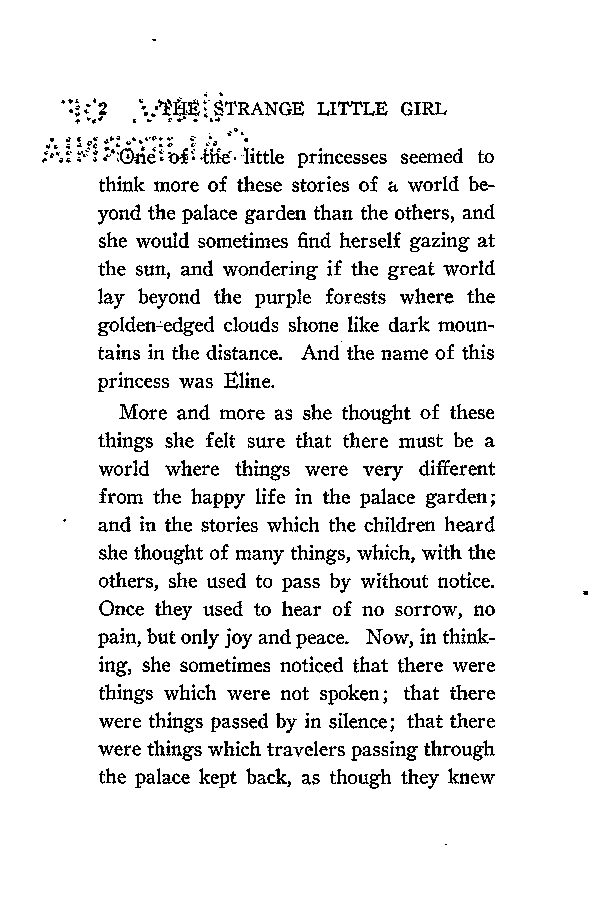 2 THE STRANGE LITTLE GIRL
One of the little princesses seemed to
think more of these stories of a world be-
yond the palace garden than the others, and
she would sometimes find herself gazing at
the sun, and wondering if the great world
lay beyond the purple forests where the
golden-edged clouds shone like dark moun-
tains in the distance. And the name of this
princess was Eline.
More and more as she thought of these
things she felt sure that there must be a
world where things were very different
from the happy life in the palace garden;
and in the stories which the children heard
she thought of many things, which, with the
others, she used to pass by without notice.
Once they used to hear of no sorrow, no
pain, but only joy and peace. Now, in think-
ing, she sometimes noticed that there were
things which were not spoken; that there
were things passed by in silence; that there
were things which travelers passing through
the palace kept back, as though they knew